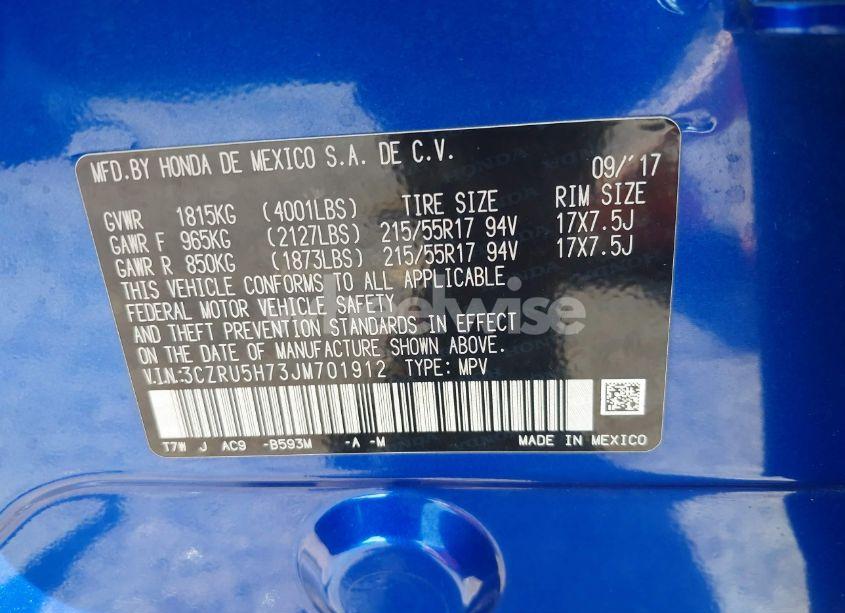 MFD.BY HONDA DE MEXICO S.A. DE C.V. 09/'17
GVWR 1815KG (4001LBS) TIRE SIZE RIM SIZE
GAWR F 965KG (2127LBS) 215/55R17 94V 17X7.5J
GAWR R 850KG (1873LBS) 215/55R17 94V 17X7.5J
THIS VEHICLE CONFORMS TO ALL APPLICABLE
FEDERAL MOTOR VEHICLE SAFETY
AND THEFT PREVENTION STANDARDS IN EFFECT
ON THE DATE OF MANUFACTURE SHOWN ABOVE.
V.I.N.:3CZRU5H73JM701912 TYPE: MPV
T7W J AC9 -B593M -A -M MADE IN MEXICO